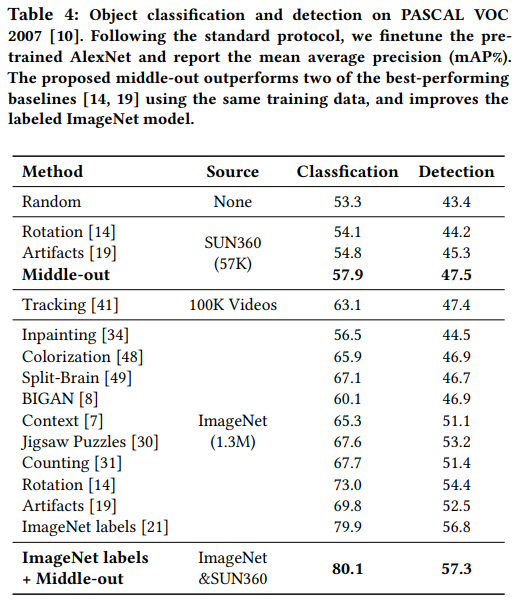 Table 4: Object classification and detection on PASCAL VOC
2007 [10]. Following the standard protocol, we finetune the pre-
trained AlexNet and report the mean average precision (mAP%).
The proposed middle-out outperforms two of the best-performing
baselines [14, 19] using the same training data, and improves the
labeled ImageNet model.
Method Source Classfication Detection
Random None 53.3 43.4
Rotation [14] 54.1 44.2
Artifacts [19] SUN360 54.8 45.3
Middle-out (57K) 57.9 47.5
Tracking [41] 100K Videos 63.1 47.4
Inpainting [34] 56.5 44.5
Colorization [48] 65.9 46.9
Split-Brain [49] 67.1 46.7
BIGAN [8] 60.1 46.9
Context [7] ImageNet 65.3 51.1
Jigsaw Puzzles [30] (1.3M) 67.6 53.2
Counting [31] 67.7 51.4
Rotation [14] 73.0 54.4
Artifacts [19] 69.8 52.5
ImageNet labels [21] 79.9 56.8
ImageNet labels ImageNet 80.1 57.3
+ Middle-out &SUN360